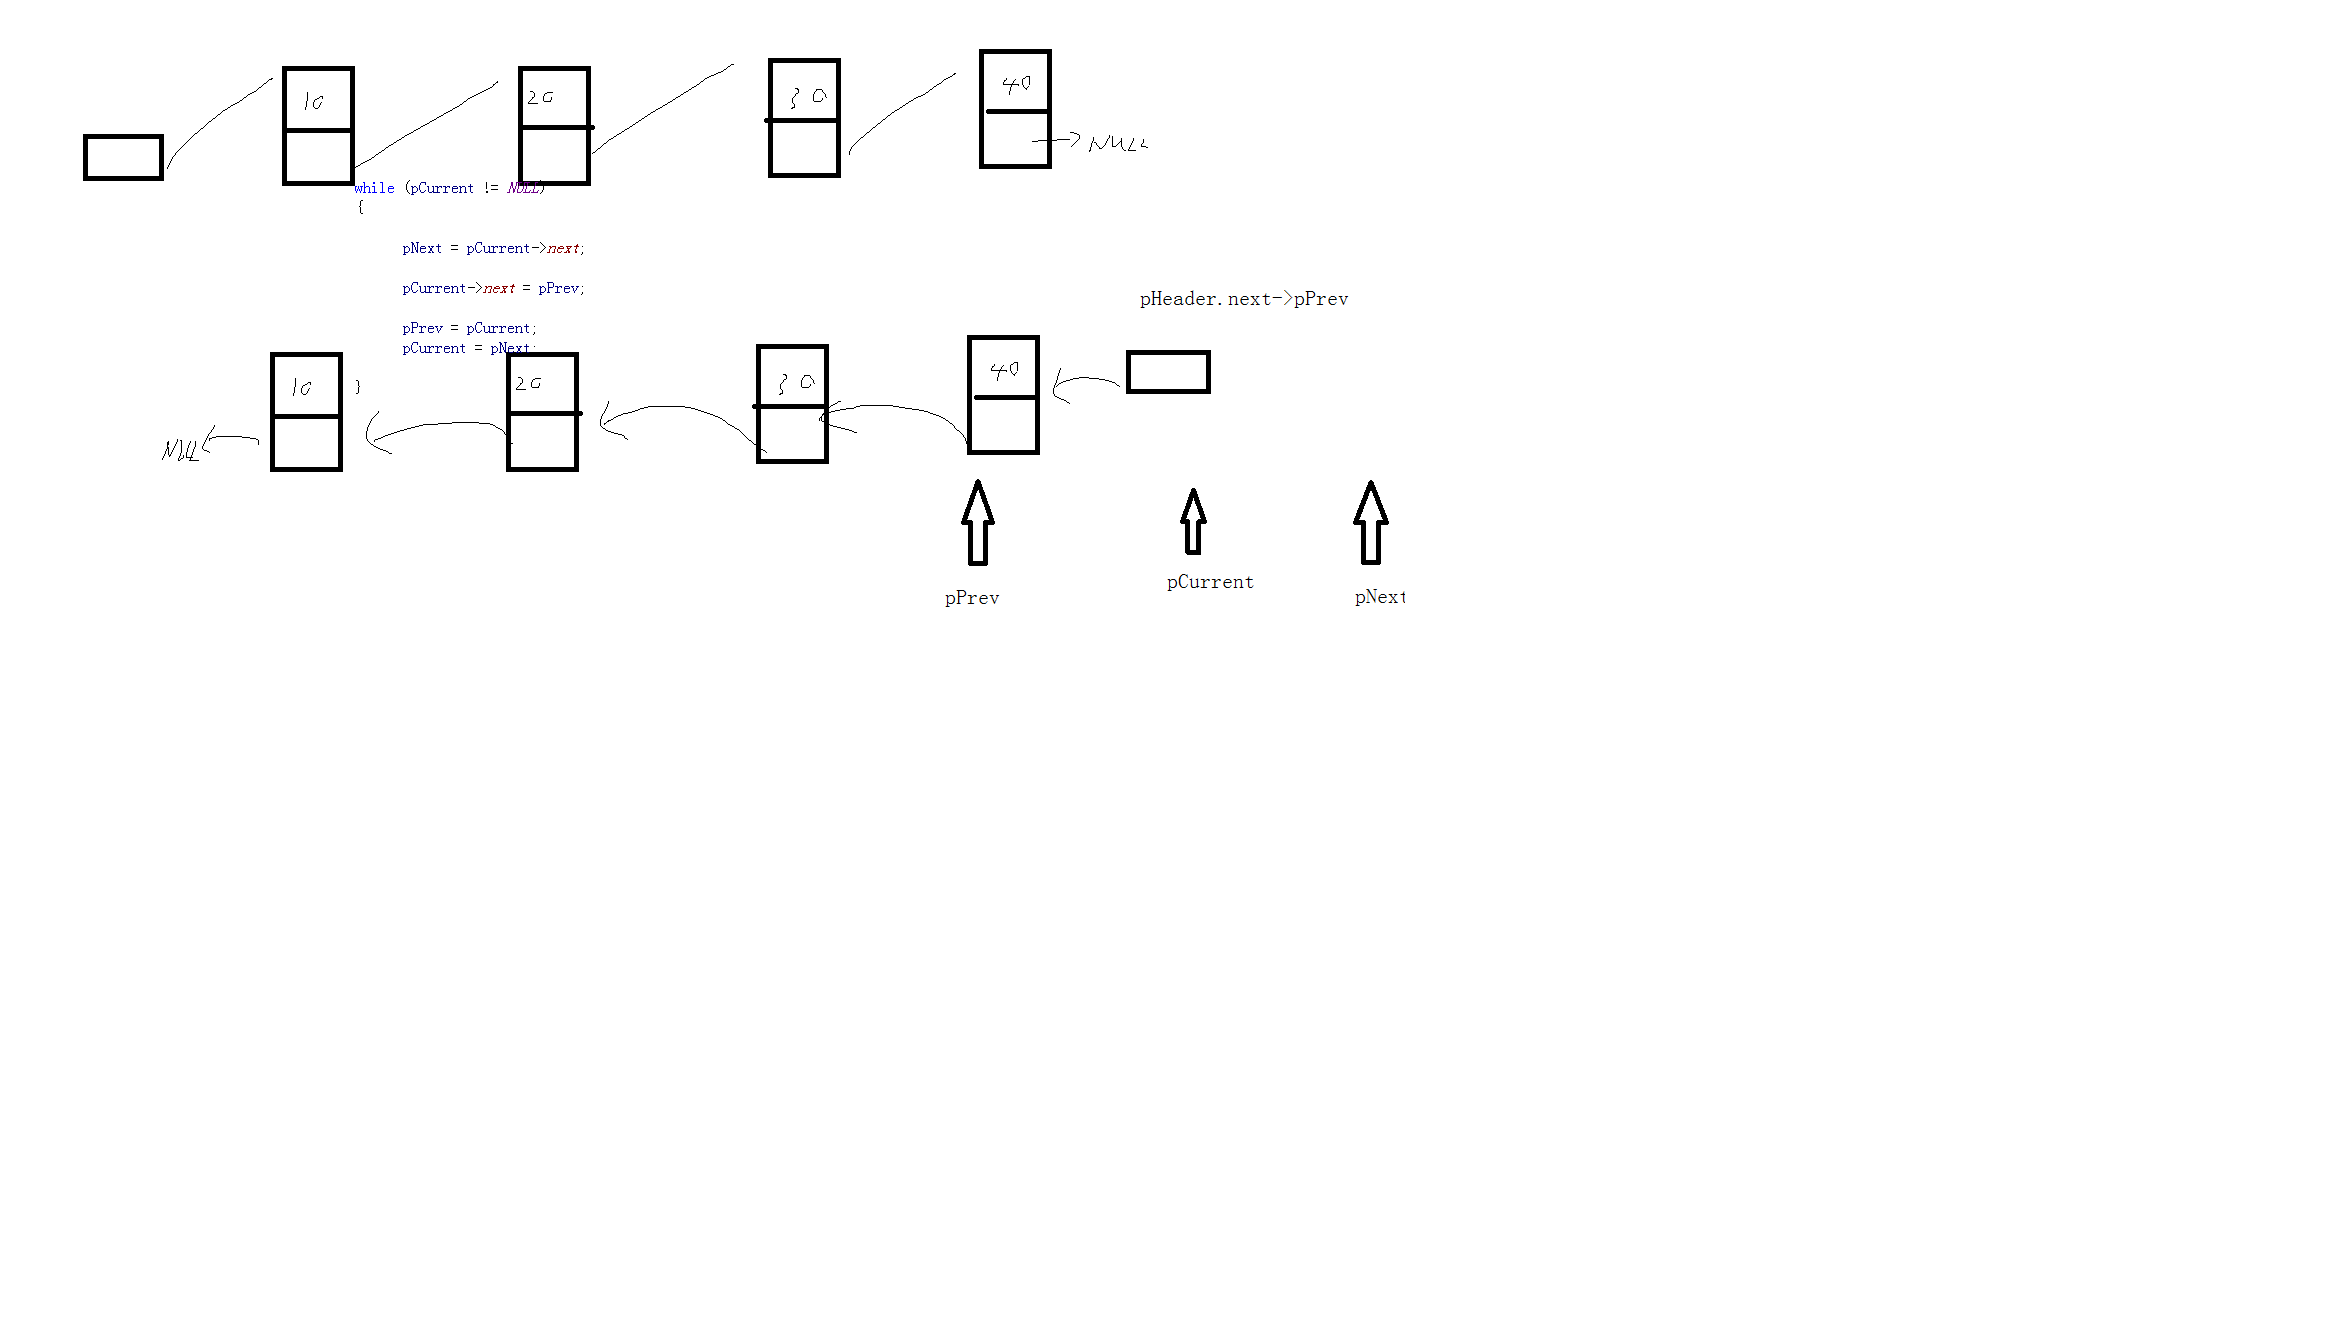 10 20 30 40
NULL
while (pCurrent != NULL)
{
pNext = pCurrent->next;
pCurrent->next = pPrev;
pPrev = pCurrent;
pCurrent = pNext;
}
pHeader.next->pPrev
10 20 30 40
NULL
pPrev
pCurrent
pNext